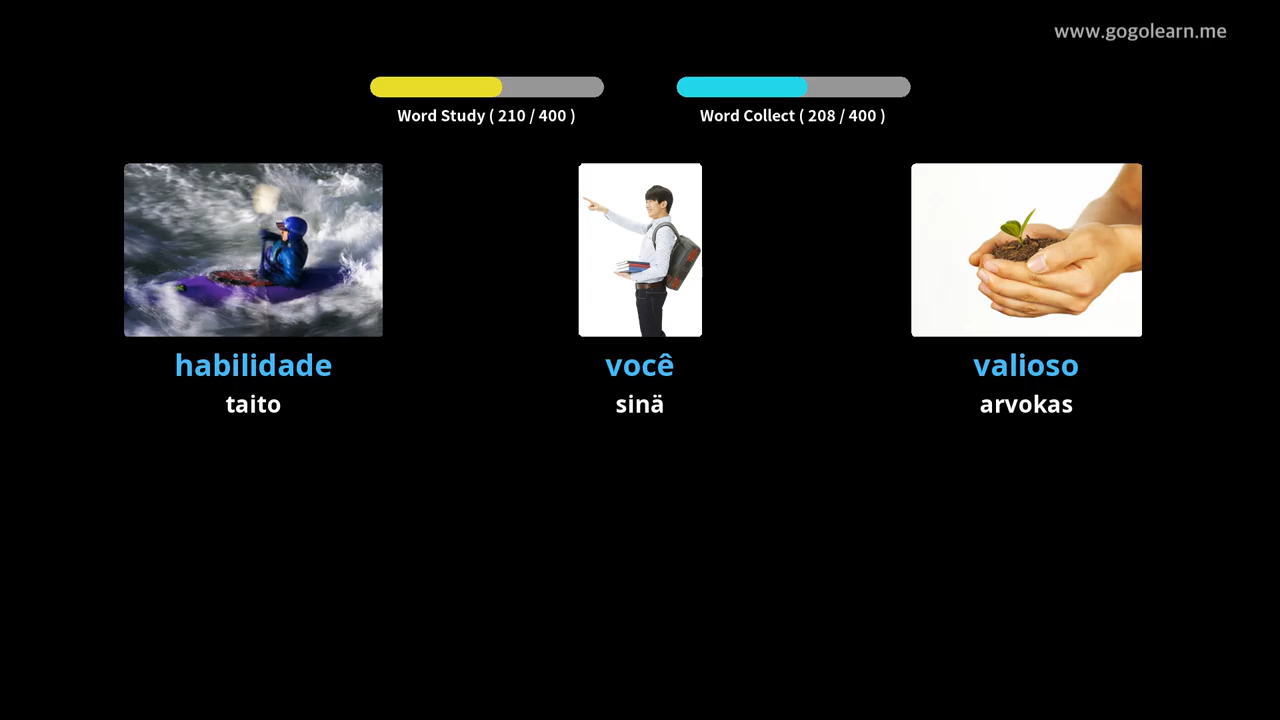 www.gogolearn.me
Word Study ( 210 / 400 )
Word Collect ( 208 / 400 )
habilidade
taito
você
sinä
valioso
arvokas